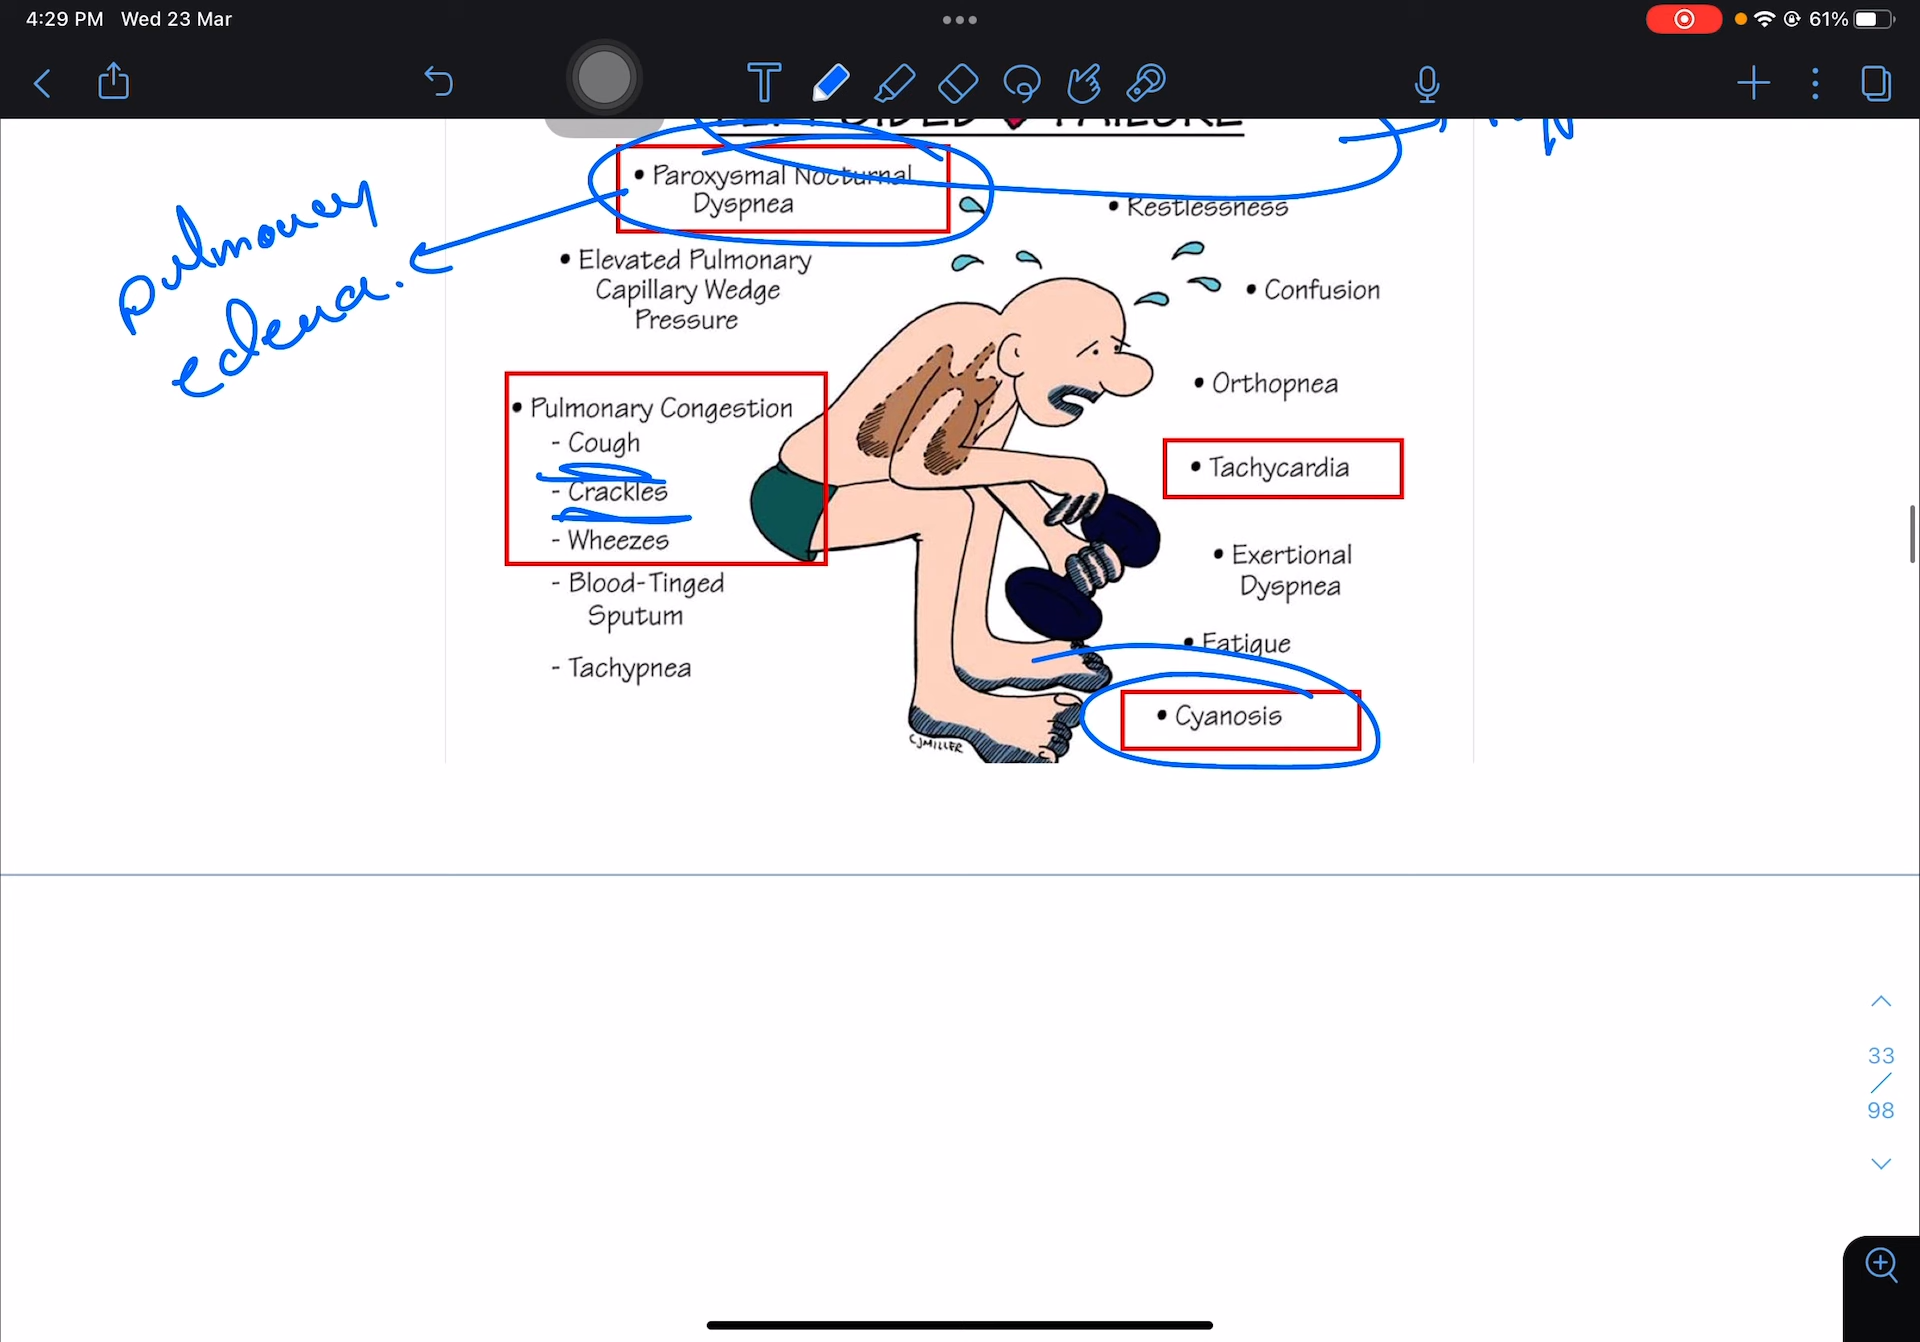 4:29 PM Wed 23 Mar
61%
FAILURE
• Paroxysmal Nocturnal
Dyspnea
• Restlessness
pulmonary
edema.
• Elevated Pulmonary
Capillary Wedge
Pressure
• Confusion
• Orthopnea
• Pulmonary Congestion
- Cough
- Crackles
- Wheezes
- Blood-Tinged
Sputum
- Tachypnea
• Tachycardia
• Exertional
Dyspnea
• Fatigue
• Cyanosis
CJMILLER
33
/
98